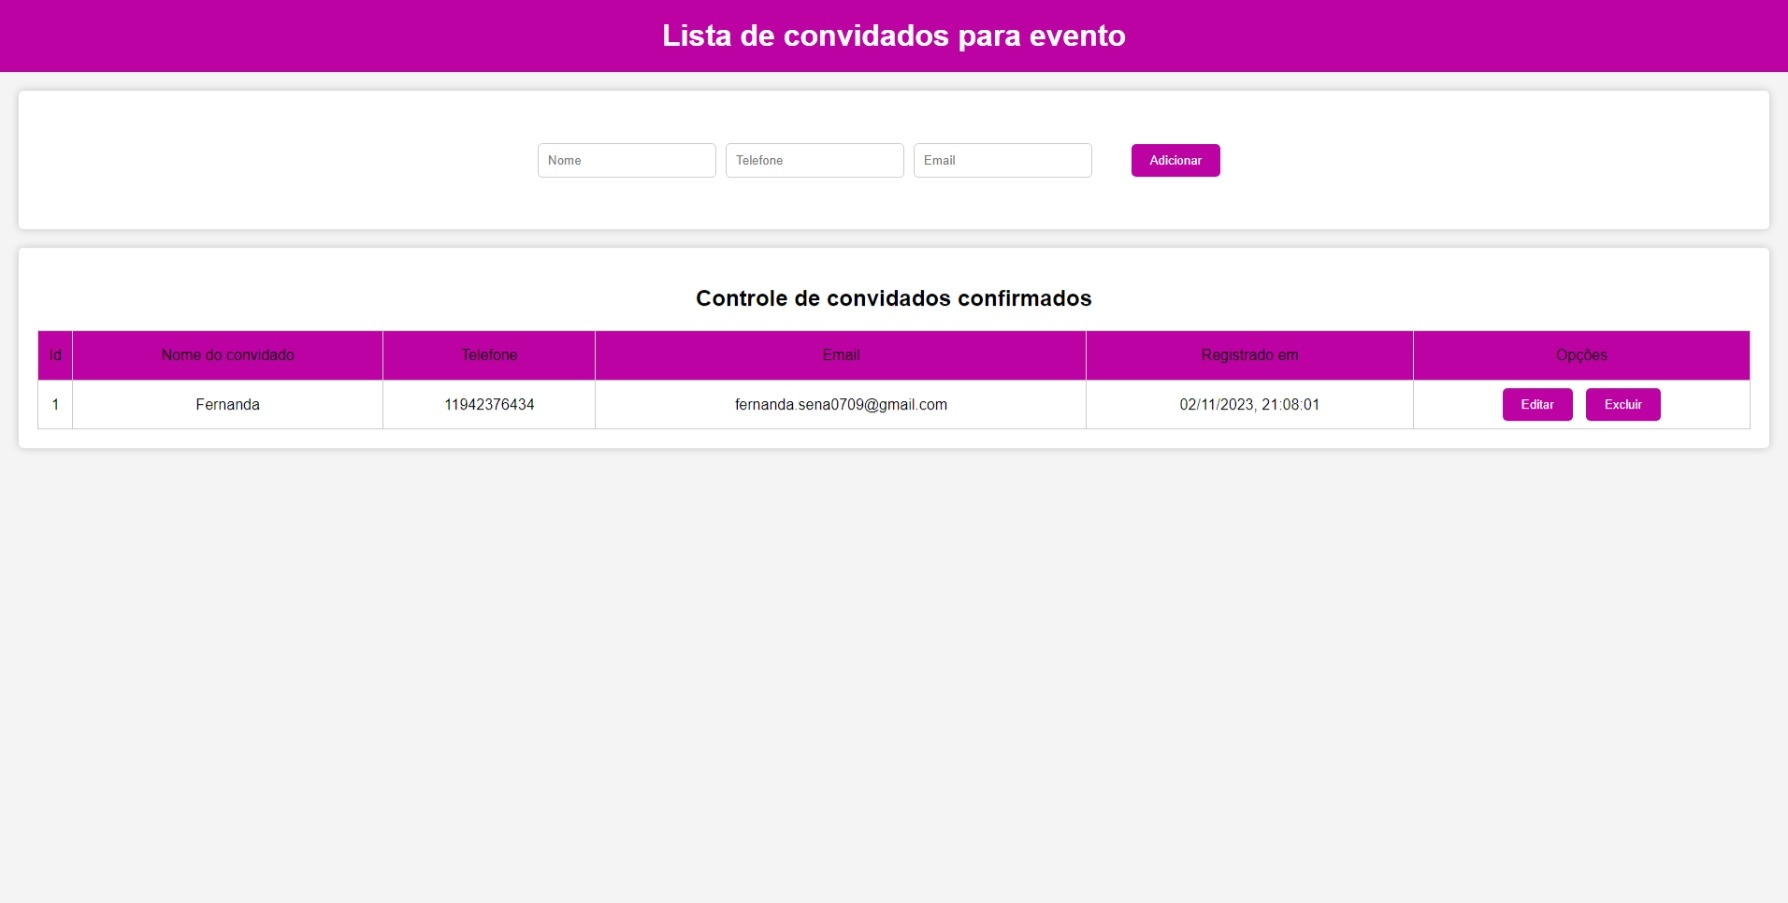 Lista de convidados para evento
Nome Telefone Email Adicionar
Controle de convidados confirmados
Id Nome do convidado Telefone Email Registrado em Opções
1 Fernanda 11942376434 fernanda.sena0709@gmail.com 02/11/2023, 21:08:01 Editar Excluir